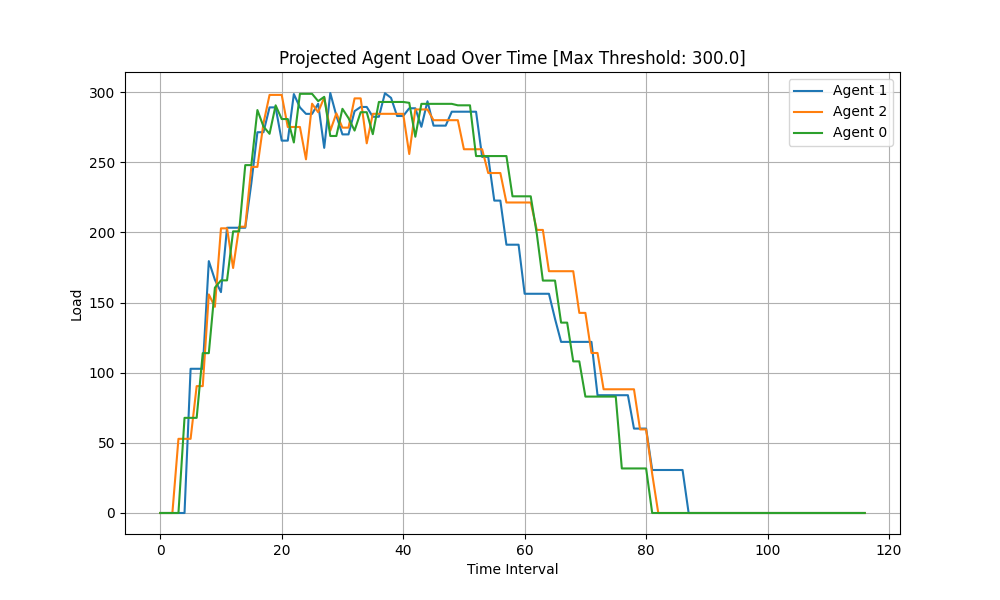 Projected Agent Load Over Time [Max Threshold: 300.0]
Agent 1
Agent 2
Agent 0
300
250
200
150
100
50
0
Load
0 20 40 60 80 100 120
Time Interval